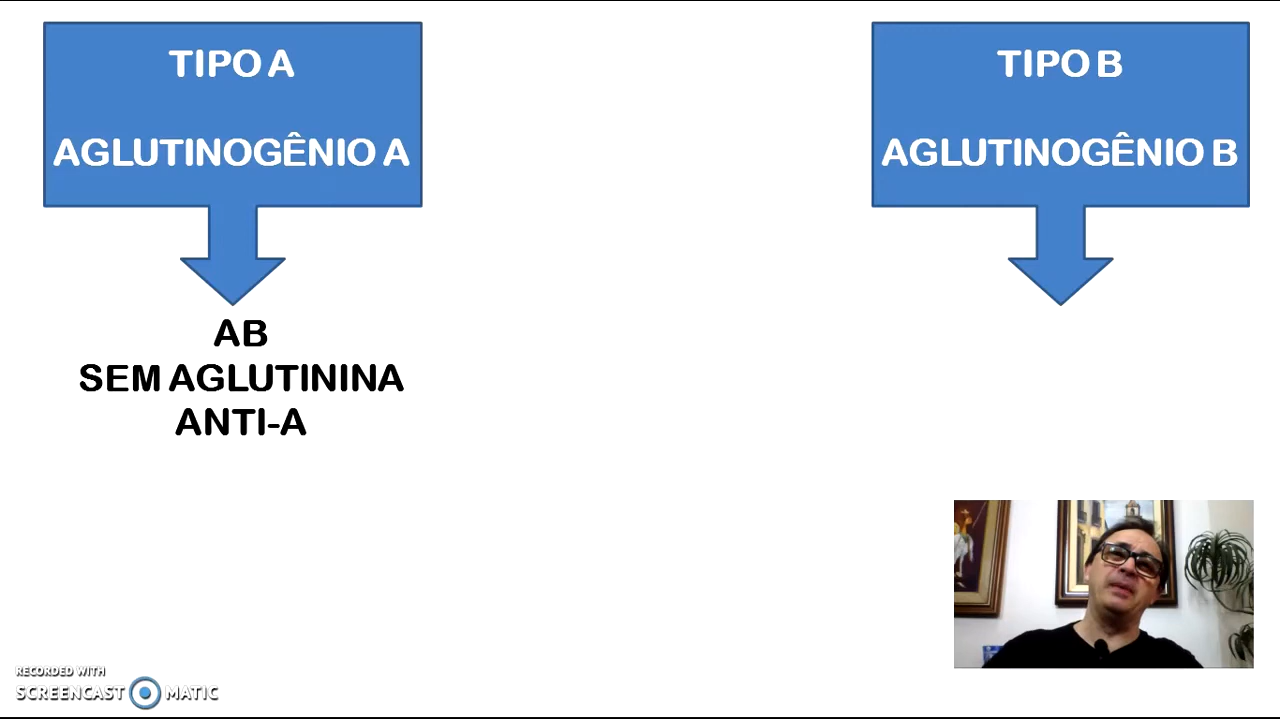 TIPO A
AGLUTINOGÊNIO A
TIPO B
AGLUTINOGÊNIO B
AB
SEM AGLUTININA
ANTI-A
RECORDED WITH
SCREENCAST MATIC